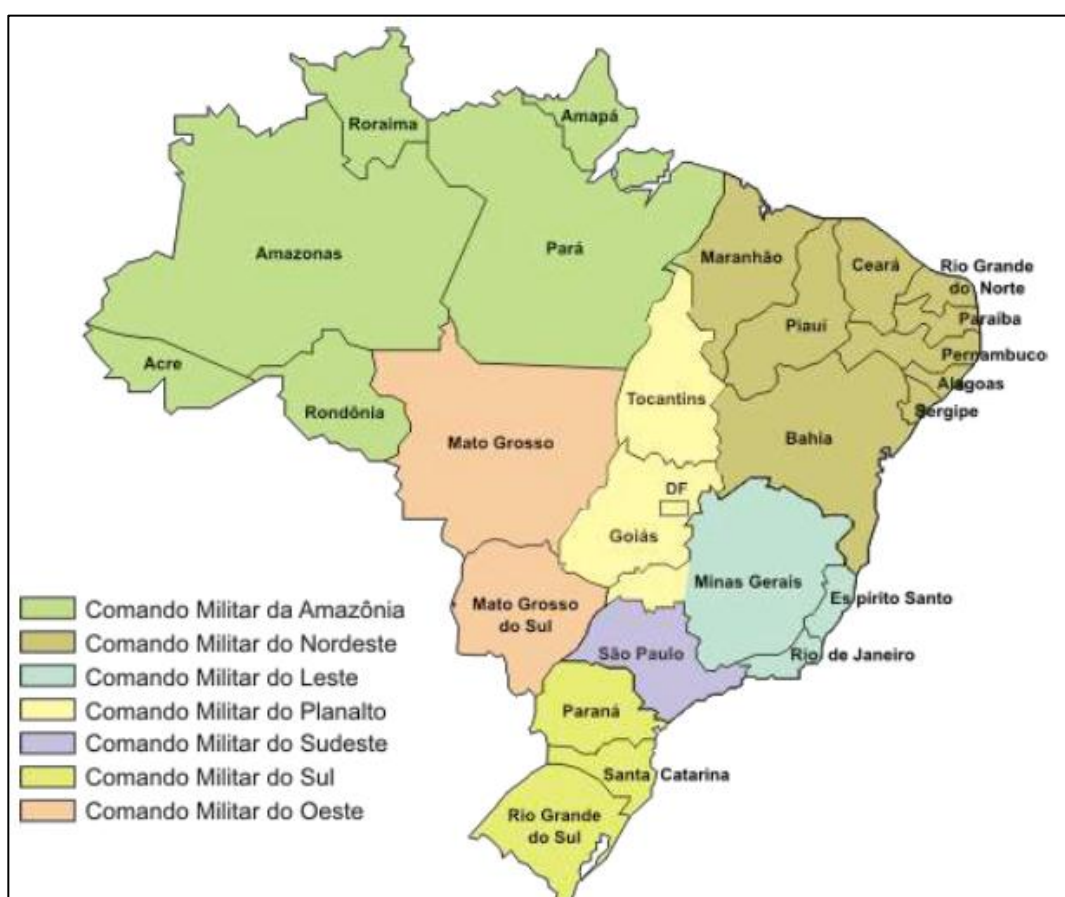 Roraima
Amapá
Amazonas
Pará
Maranhão
Ceará
Rio Grande
do Norte
Piauí
Paraíba
Pernambuco
Acre
Alagoas
Tocantins
Rondônia
Sergipe
Mato Grosso
Bahia
DF
Goiás
Minas Gerais
Espirito Santo
Mato Grosso
do Sul
São Paulo
Rio de Janeiro
Paraná
Santa Catarina
Rio Grande
do Sul
Comando Militar da Amazônia
Comando Militar do Nordeste
Comando Militar do Leste
Comando Militar do Planalto
Comando Militar do Sudeste
Comando Militar do Sul
Comando Militar do Oeste